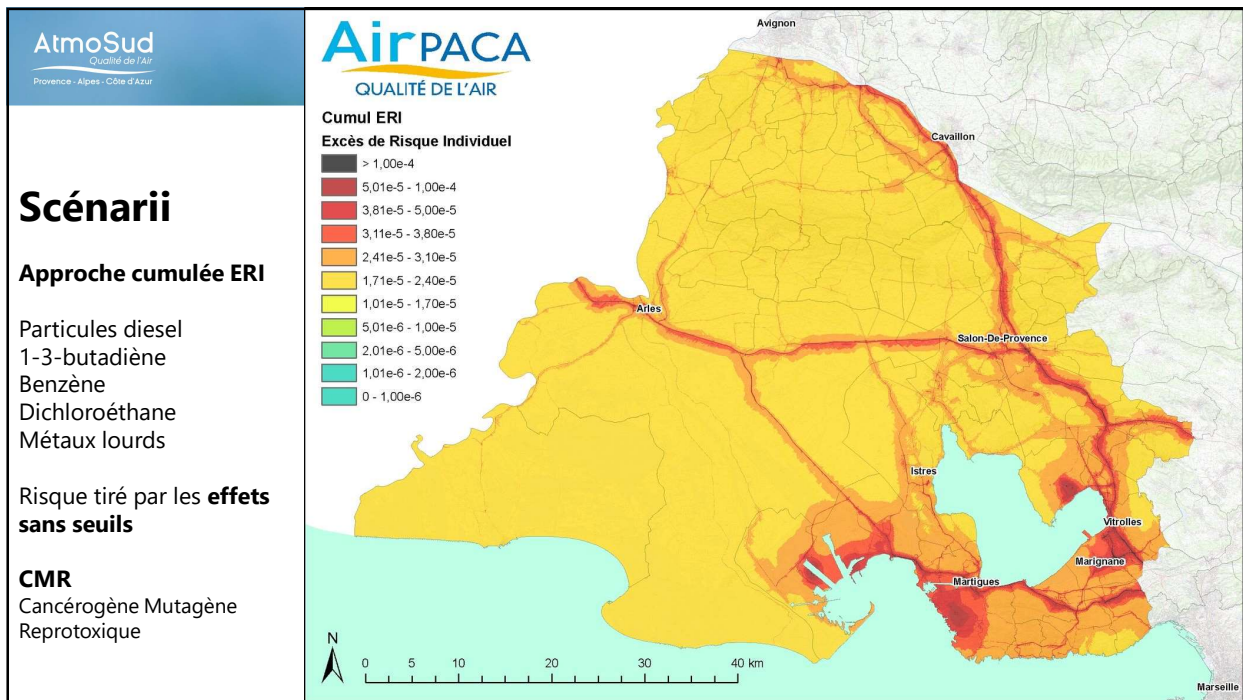 AtmoSud
Qualité de l'Air
Provence - Alpes - Côte d'Azur
Scénarii
Approche cumulée ERI
Particules diesel
1-3-butadiène
Benzène
Dichloroéthane
Métaux lourds
Risque tiré par les effets
sans seuils
CMR
Cancérogène Mutagène
Reprotoxique
AirPACA
QUALITÉ DE L'AIR
Cumul ERI
Excès de Risque Individuel
> 1,00e-4
5,01e-5 - 1,00e-4
3,81e-5 - 5,00e-5
3,11e-5 - 3,80e-5
2,41e-5 - 3,10e-5
1,71e-5 - 2,40e-5
1,01e-5 - 1,70e-5
5,01e-6 - 1,00e-5
2,01e-6 - 5,00e-6
1,01e-6 - 2,00e-6
0 - 1,00e-6
Avignon
Cavaillon
Arles
Salon-De-Provence
Istres
Vitrolles
Marignane
Martigues
Marseille
N
0 5 10 20 30 40 km